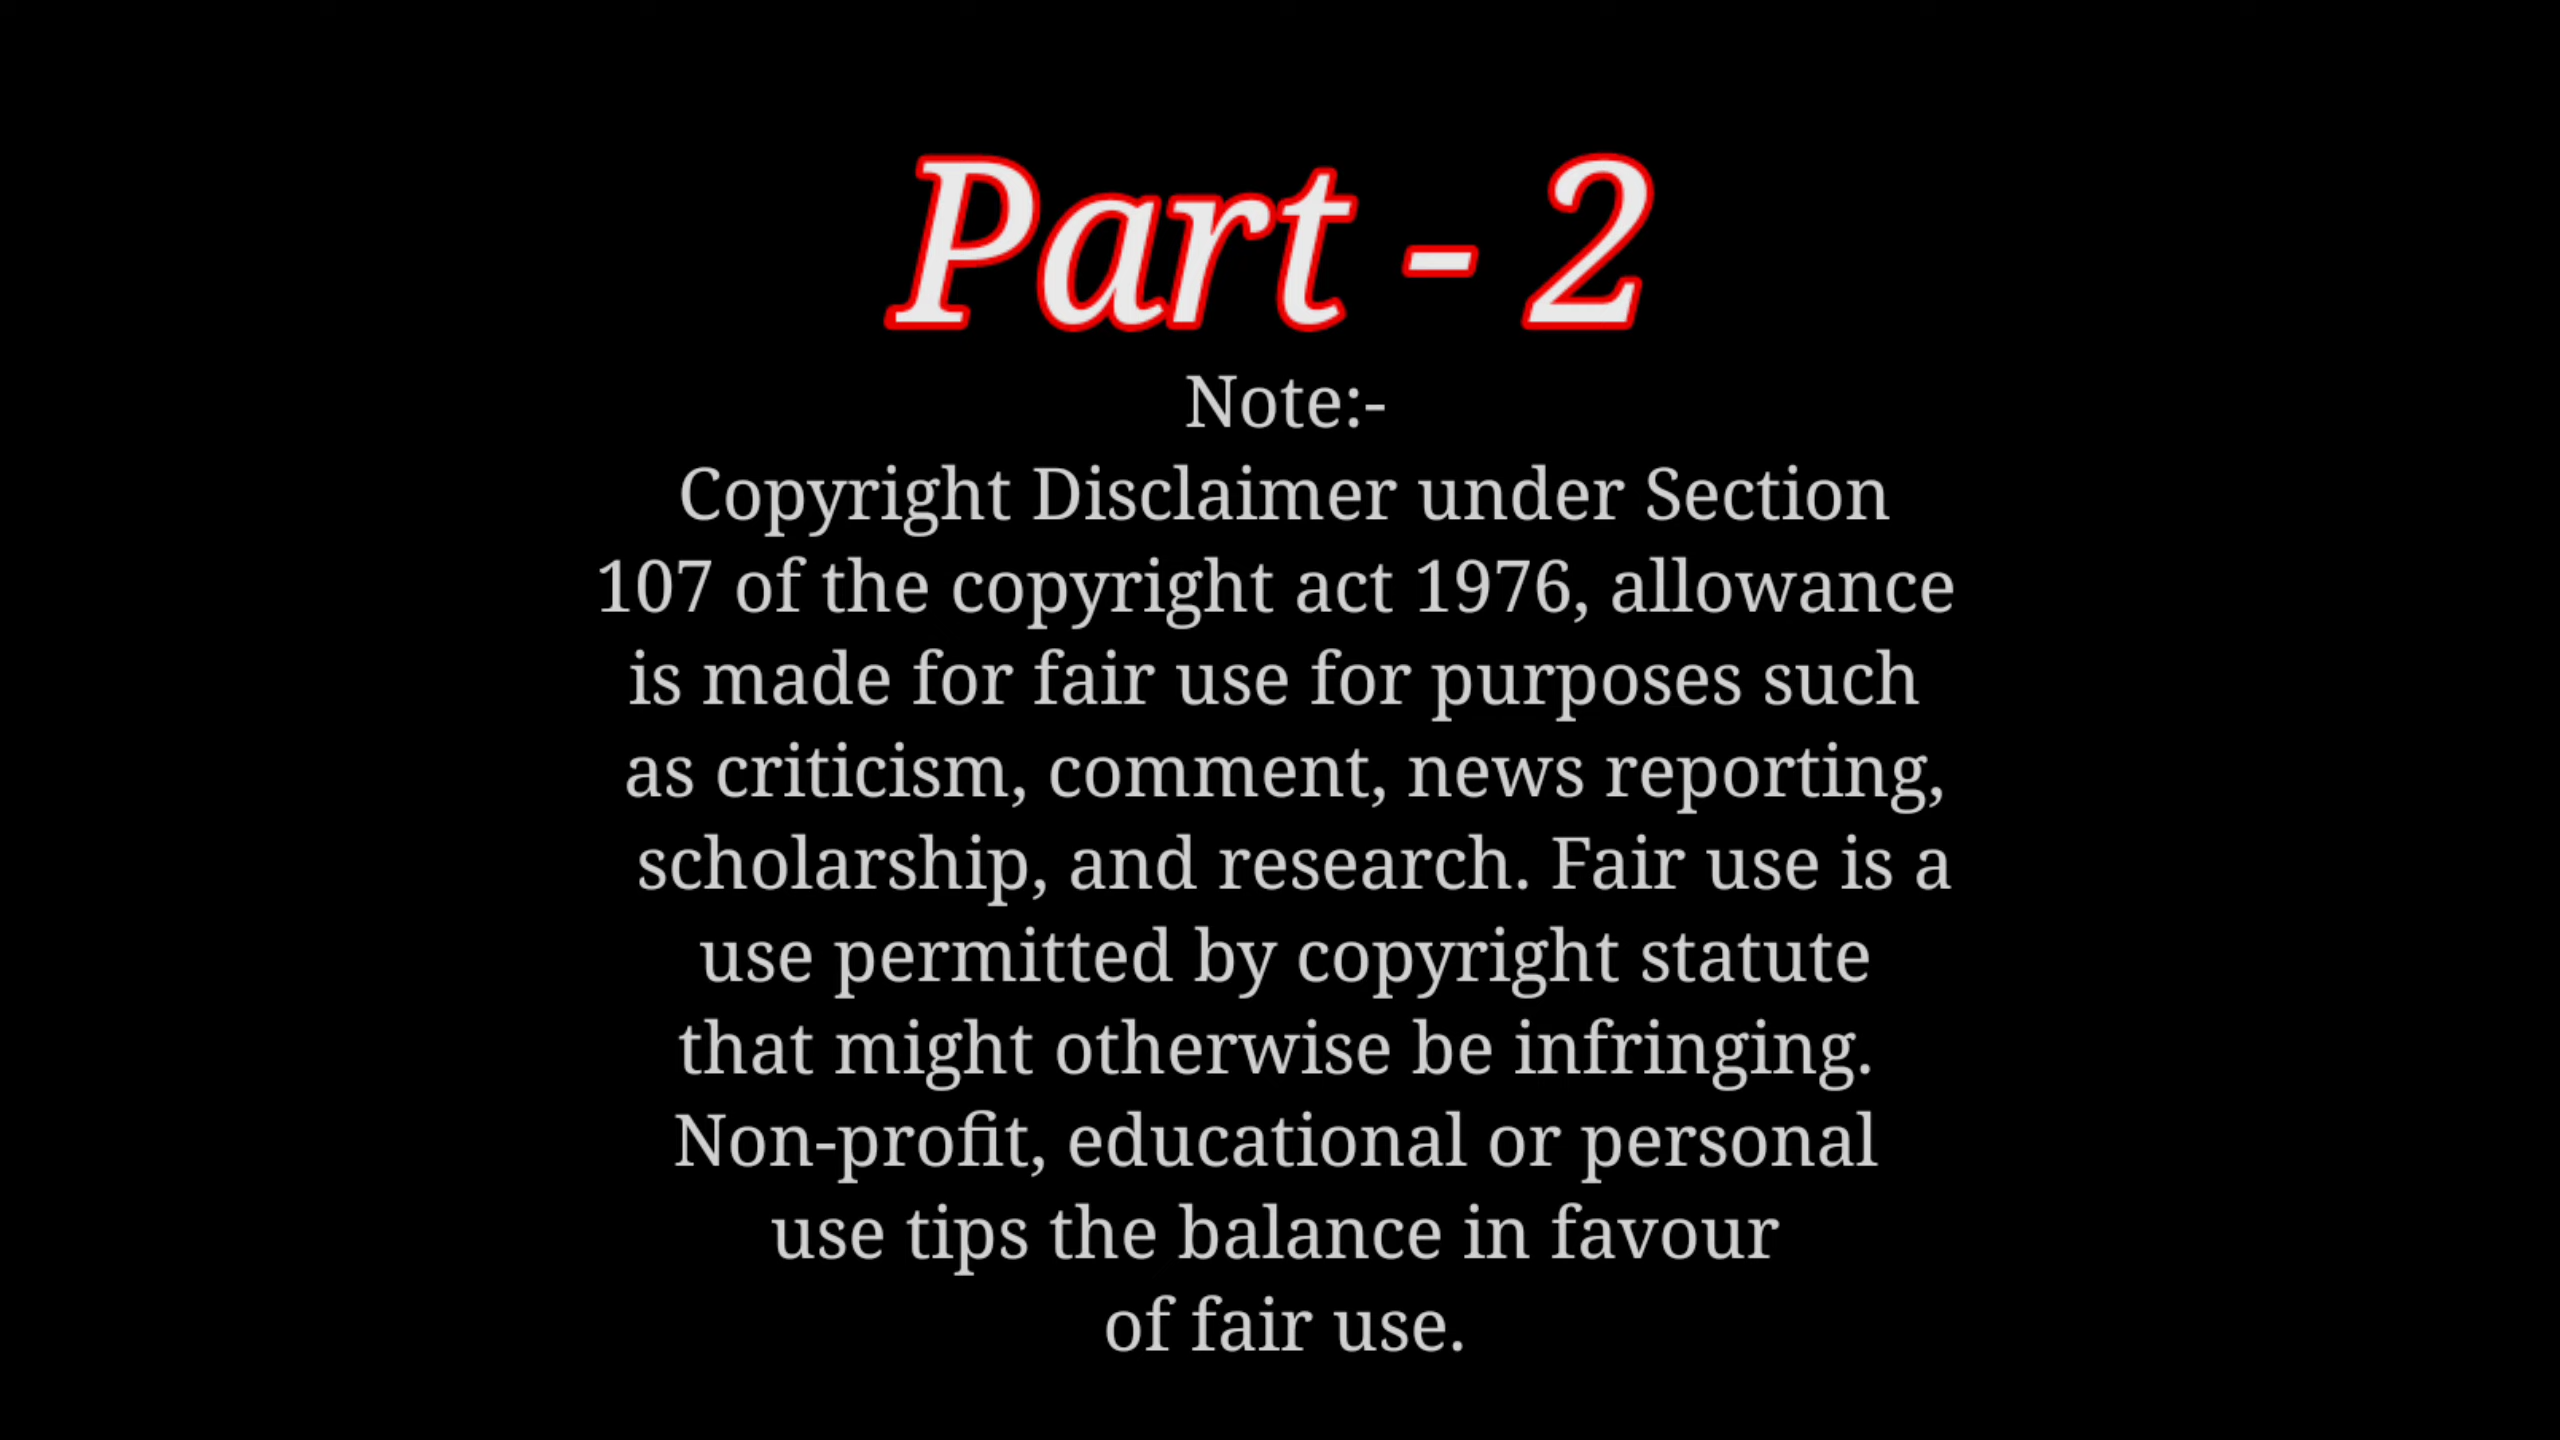 Part - 2
Note:-
Copyright Disclaimer under Section
107 of the copyright act 1976, allowance
is made for fair use for purposes such
as criticism, comment, news reporting,
scholarship, and research. Fair use is a
use permitted by copyright statute
that might otherwise be infringing.
Non-profit, educational or personal
use tips the balance in favour
of fair use.